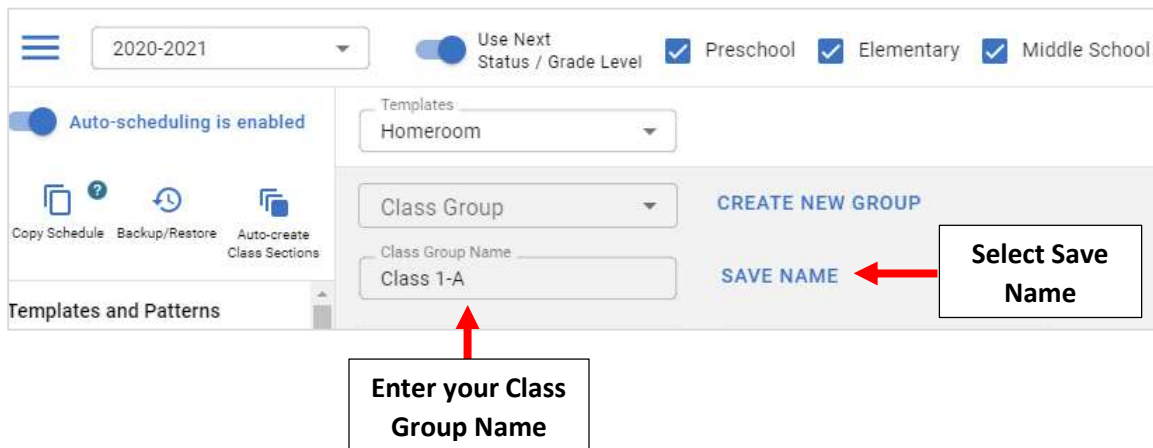 2020-2021
Use Next
Status / Grade Level
Preschool
Elementary
Middle School
Auto-scheduling is enabled
Templates
Homeroom
?
Copy Schedule
Backup/Restore
Auto-create
Class Sections
Class Group
CREATE NEW GROUP
Class Group Name
Class 1-A
SAVE NAME
Select Save
Name
Templates and Patterns
Enter your Class
Group Name